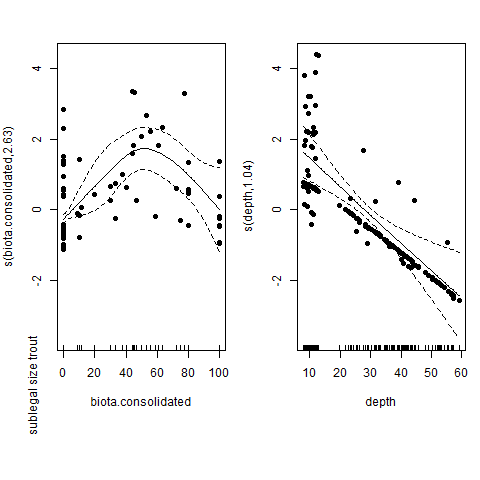 s(biota.consolidated,2.63)
4
2
0
-2
0 20 40 60 80 100
biota.consolidated
sublegal size trout
s(depth,1.04)
4
2
0
-2
10 20 30 40 50 60
depth